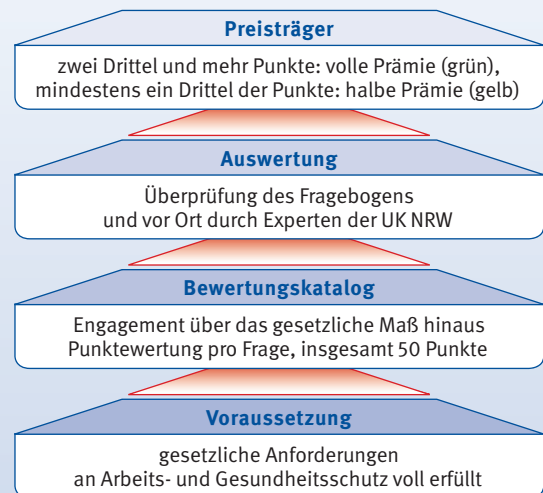 Preisträger
zwei Drittel und mehr Punkte: volle Prämie (grün),
mindestens ein Drittel der Punkte: halbe Prämie (gelb)
Auswertung
Überprüfung des Fragebogens
und vor Ort durch Experten der UK NRW
Bewertungskatalog
Engagement über das gesetzliche Maß hinaus
Punktewertung pro Frage, insgesamt 50 Punkte
Voraussetzung
gesetzliche Anforderungen
an Arbeits- und Gesundheitsschutz voll erfüllt